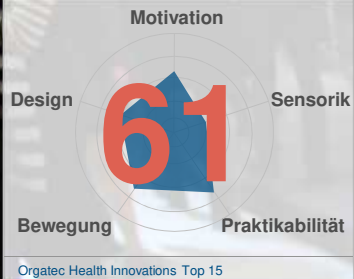 Motivation
Design
Sensorik
61
Bewegung
Praktikabilität
Orgatec Health Innovations Top 15